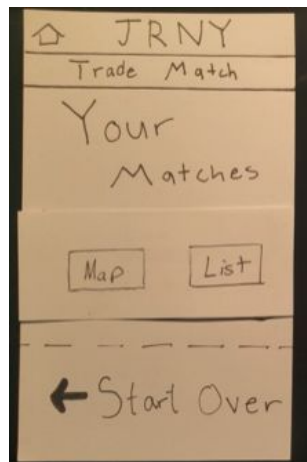 JRNY
Trade Match
Your
Matches
Map List
Start Over